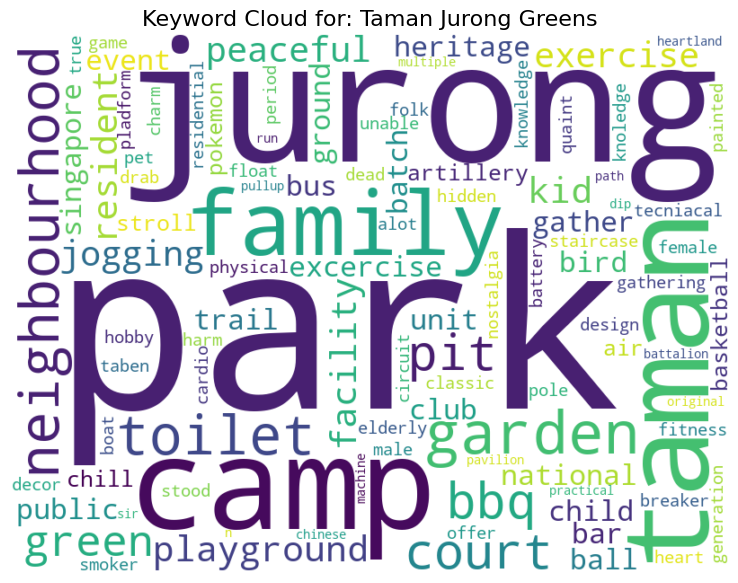 Keyword Cloud for: Taman Jurong Greens
true
game
event
peaceful
multiple
heritage
exercise
heartland
neighbourhood
singapore
resident
pladform
charm
residential
pokemon
period
run
ground
jurong
unable
folk
batch
knowledge
quaint
knoledge
painted
pet
drab
float
bus
dead
artillery
path
kid
dip
pullup
hidden
stroll
family
alot
gather
tecniacal
staircase
female
jogging
physical
excercise
nostalgia
battery
bird
gathering
taman
basketball
park
hobby
harm
trail
facility
unit
pit
design
air
battalion
taben
cardio
circuit
classic
pole
original
boat
toilet
club
elderly
male
garden
fitness
decor
chill
camp
machine
pavilion
national
breaker
generation
stood
public
sir
bbq
practical
child
offer
bar
heart
green
smoker
playground
n
chinese
court
ball